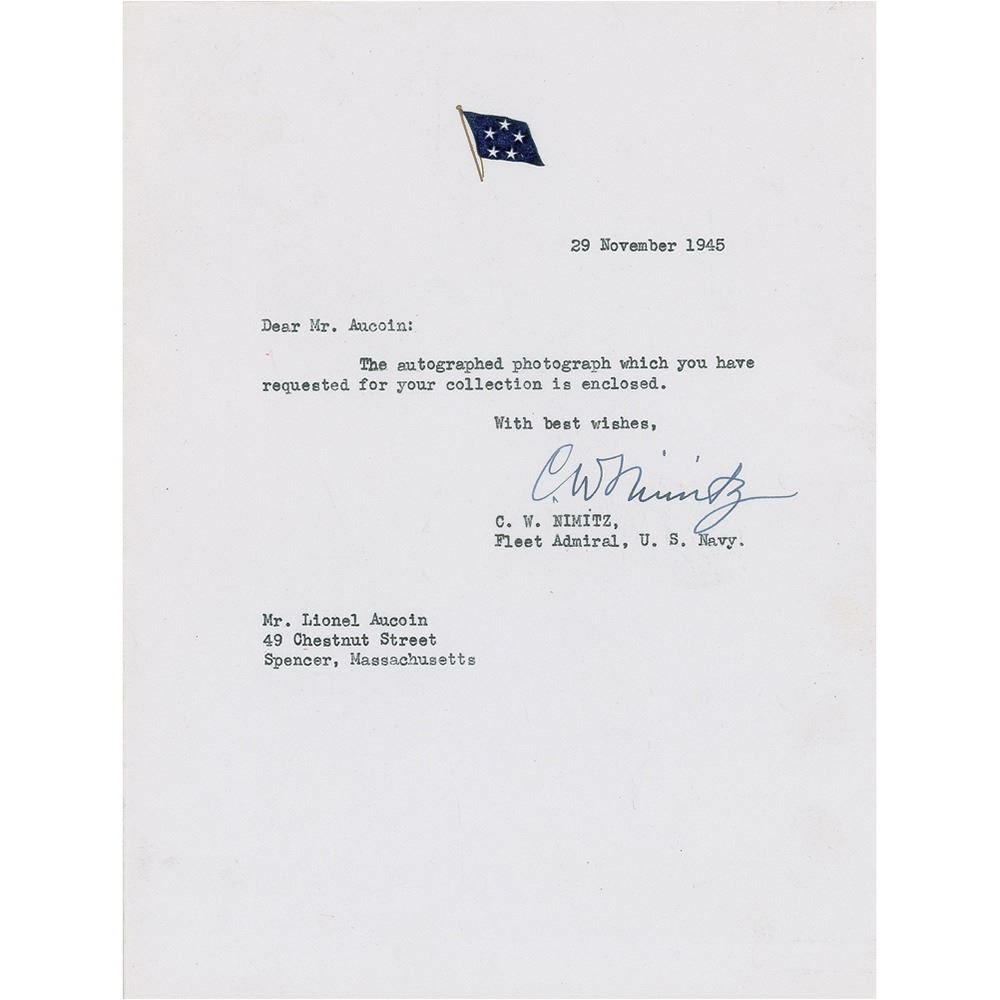 29 November 1945
Dear Mr. Aucoin:
The autographed photograph which you have
requested for your collection is enclosed.
With best wishes,
C. W. Nimitz
C. W. NIMITZ,
Fleet Admiral, U. S. Navy.
Mr. Lionel Aucoin
49 Chestnut Street
Spencer, Massachusetts